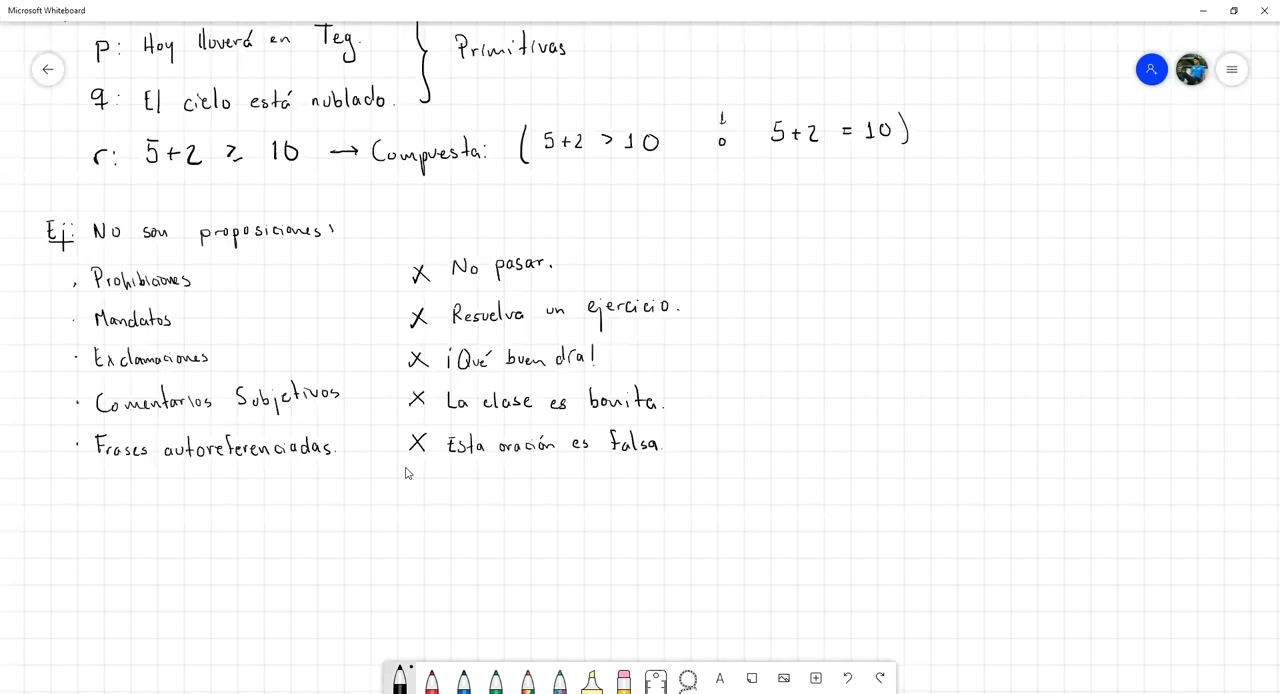 Microsoft Whiteboard
p: Hoy lloverá en Teg.
Primitivas
q: El cielo está nublado.
r: 5+2 ≥ 10 → Compuesta: (5+2 > 10 o 5+2 = 10)
Ej: No son proposiciones:
· Prohibiciones X No pasar.
· Mandatos X Resuelva un ejercicio.
· Exclamaciones X ¡Qué buen día!
· Comentarios Subjetivos X La clase es bonita.
· Frases autoreferenciadas. X Esta oración es falsa.